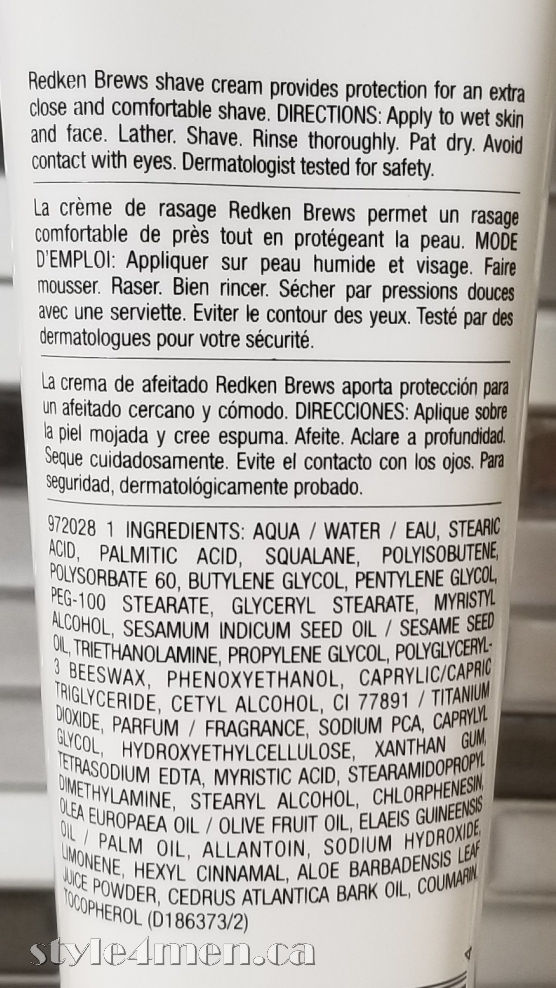 Redken Brews shave cream provides protection for an extra
close and comfortable shave. DIRECTIONS: Apply to wet skin
and face. Lather. Shave. Rinse thoroughly. Pat dry. Avoid
contact with eyes. Dermatologist tested for safety.
La crème de rasage Redken Brews permet un rasage
comfortable de près tout en protégeant la peau. MODE
D'EMPLOI: Appliquer sur peau humide et visage. Faire
mousser. Raser. Bien rincer. Sécher par pressions douces
avec une serviette. Eviter le contour des yeux. Testé par des
dermatologues pour votre sécurité.
La crema de afeitado Redken Brews aporta protección para
un afeitado cercano y cómodo. DIRECCIONES: Aplique sobre
la piel mojada y cree espuma. Afeite. Aclare a profundidad.
Seque cuidadosamente. Evite el contacto con los ojos. Para
seguridad, dermatológicamente probado.
972028 1 INGREDIENTS: AQUA / WATER / EAU, STEARIC
ACID, PALMITIC ACID, SQUALANE, POLYISOBUTENE,
POLYSORBATE 60, BUTYLENE GLYCOL, PENTYLENE GLYCOL,
PEG-100 STEARATE, GLYCERYL STEARATE, MYRISTYL
ALCOHOL, SESAMUM INDICUM SEED OIL / SESAME SEED
OIL, TRIETHANOLAMINE, PROPYLENE GLYCOL, POLYGLYCERYL-
3 BEESWAX, PHENOXYETHANOL, CAPRYLIC/CAPRIC
TRIGLYCERIDE, CETYL ALCOHOL, CI 77891 / TITANIUM
DIOXIDE, PARFUM / FRAGRANCE, SODIUM PCA, CAPRYLYL
GLYCOL, HYDROXYETHYLCELLULOSE, XANTHAN GUM,
TETRASODIUM EDTA, MYRISTIC ACID, STEARAMIDOPROPYL
DIMETHYLAMINE, STEARYL ALCOHOL, CHLORPHENESIN,
OLEA EUROPAEA OIL / OLIVE FRUIT OIL, ELAEIS GUINEENSIS
OIL / PALM OIL, ALLANTOIN, SODIUM HYDROXIDE,
LIMONENE, HEXYL CINNAMAL, ALOE BARBADENSIS LEAF
JUICE POWDER, CEDRUS ATLANTICA BARK OIL, COUMARIN,
TOCOPHEROL (D186373/2)
style4men.ca